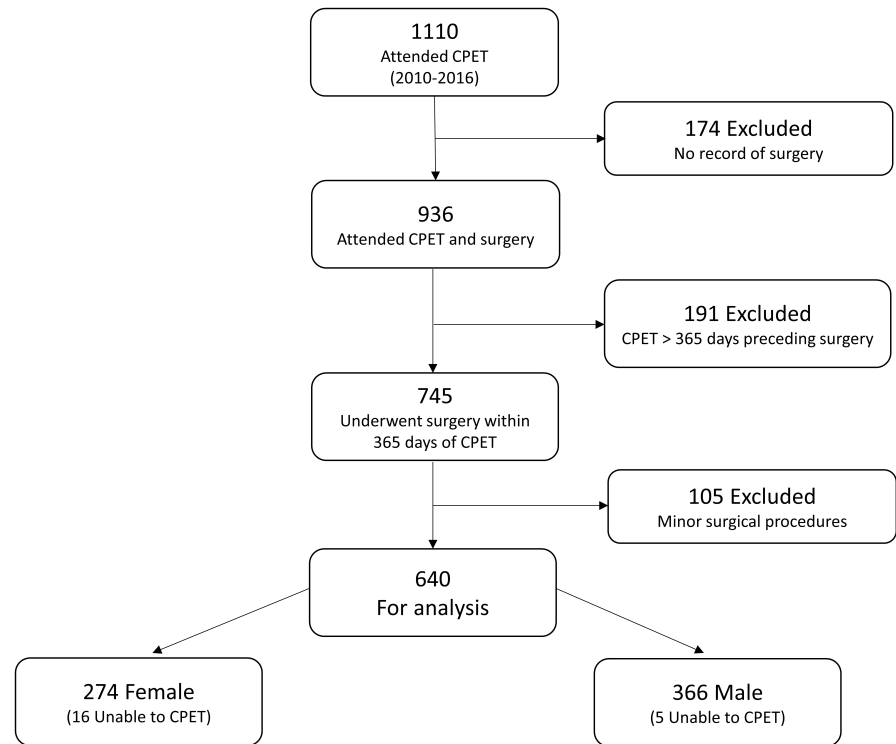 1110
Attended CPET
(2010-2016)
174 Excluded
No record of surgery
936
Attended CPET and surgery
191 Excluded
CPET > 365 days preceding surgery
745
Underwent surgery within
365 days of CPET
105 Excluded
Minor surgical procedures
640
For analysis
274 Female
(16 Unable to CPET)
366 Male
(5 Unable to CPET)